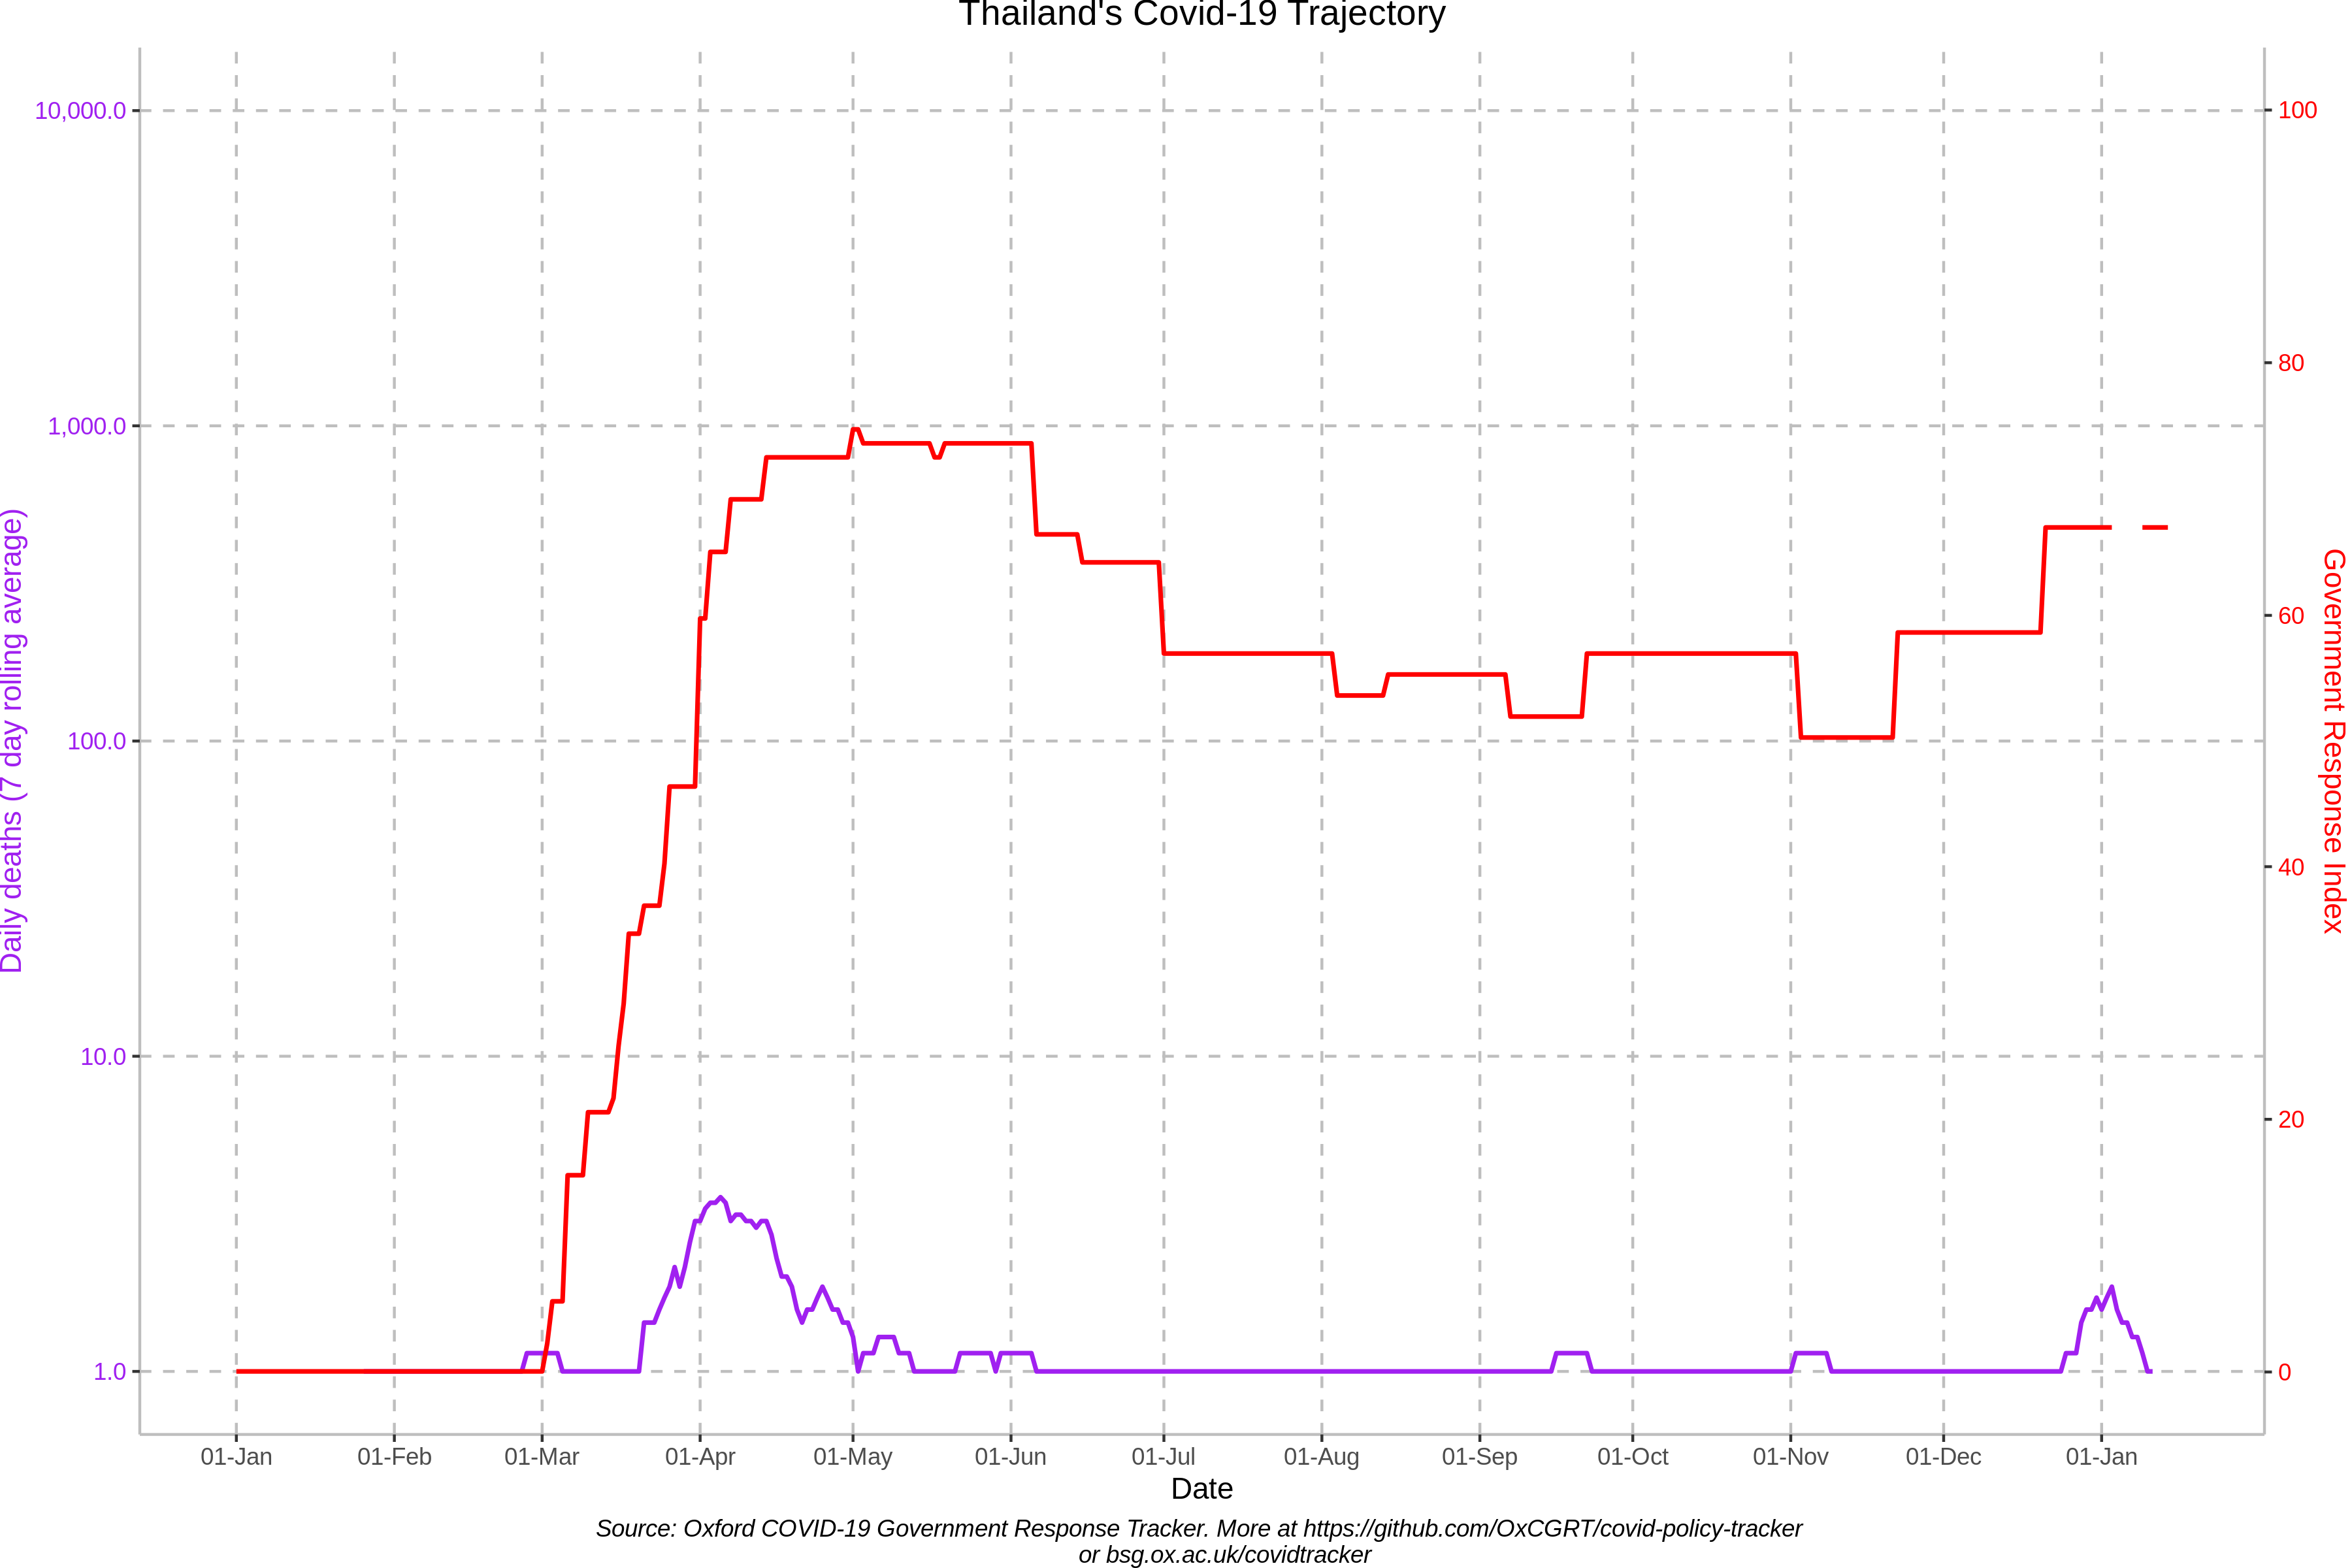 Thailand's Covid-19 Trajectory
10,000.0
1,000.0
100.0
10.0
1.0
Daily deaths (7 day rolling average)
100
80
60
40
20
0
Government Response Index
01-Jan 01-Feb 01-Mar 01-Apr 01-May 01-Jun 01-Jul 01-Aug 01-Sep 01-Oct 01-Nov 01-Dec 01-Jan
Date
Source: Oxford COVID-19 Government Response Tracker. More at https://github.com/OxCGRT/covid-policy-tracker
or bsg.ox.ac.uk/covidtracker